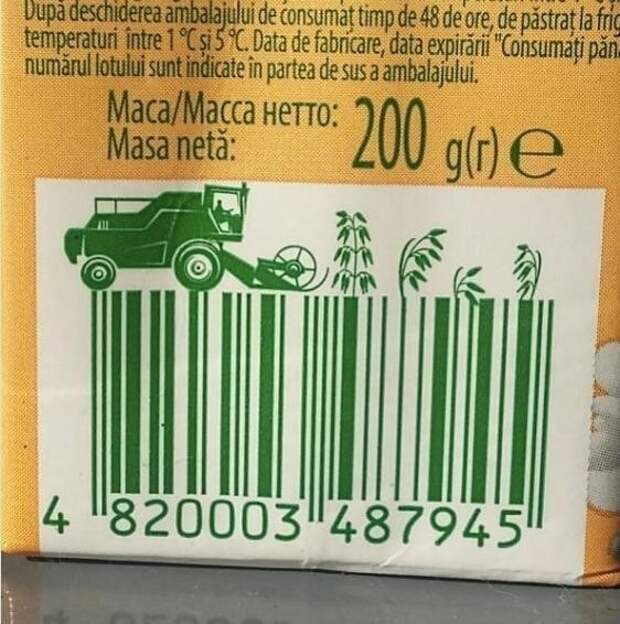 După deschiderea ambalajului de consumat timp de 48 de ore, de păstrat la frig
temperaturi între 1 °C și 5 °C. Data de fabricare, data expirării "Consumați până
numărul lotului sunt indicate în partea de sus a ambalajului.
Маса/Масса нетто:
Masa netă:
200 g(г) e
4 820003 487945